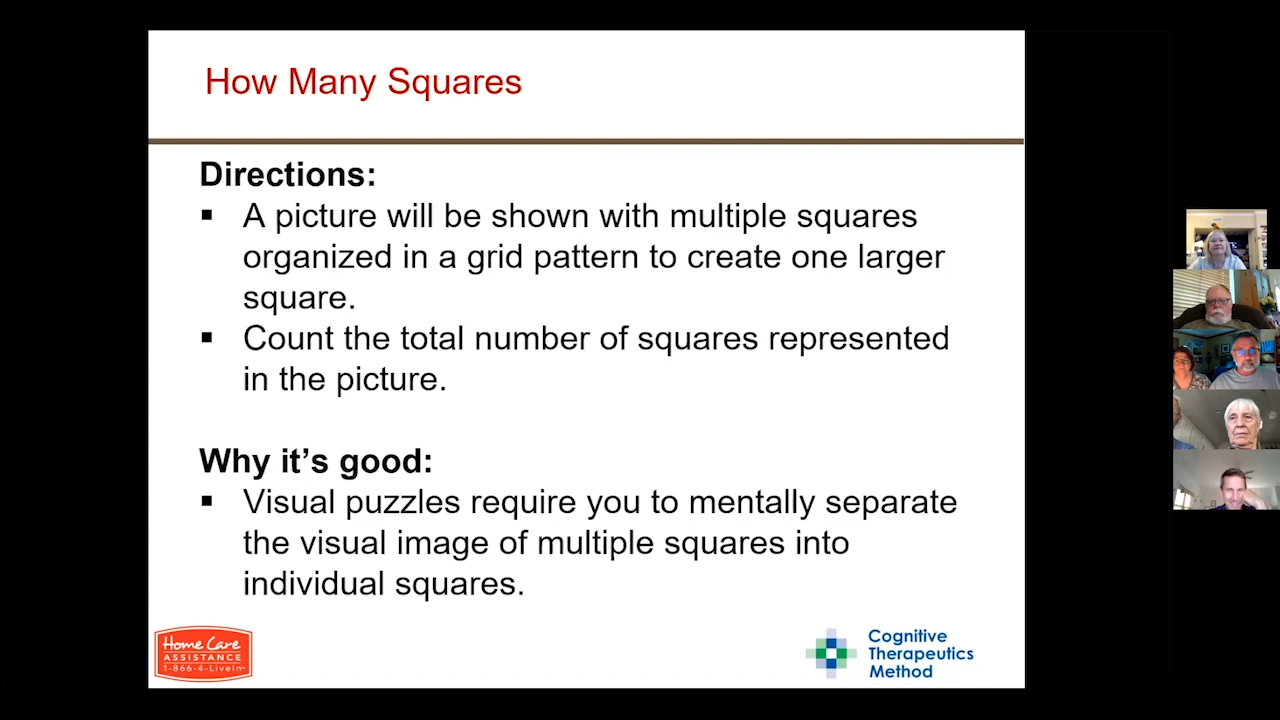 How Many Squares
Directions:
▪ A picture will be shown with multiple squares
organized in a grid pattern to create one larger
square.
▪ Count the total number of squares represented
in the picture.
Why it’s good:
▪ Visual puzzles require you to mentally separate
the visual image of multiple squares into
individual squares.
Home Care
ASSISTANCE
1-866-4-LiveIn
Cognitive
Therapeutics
Method